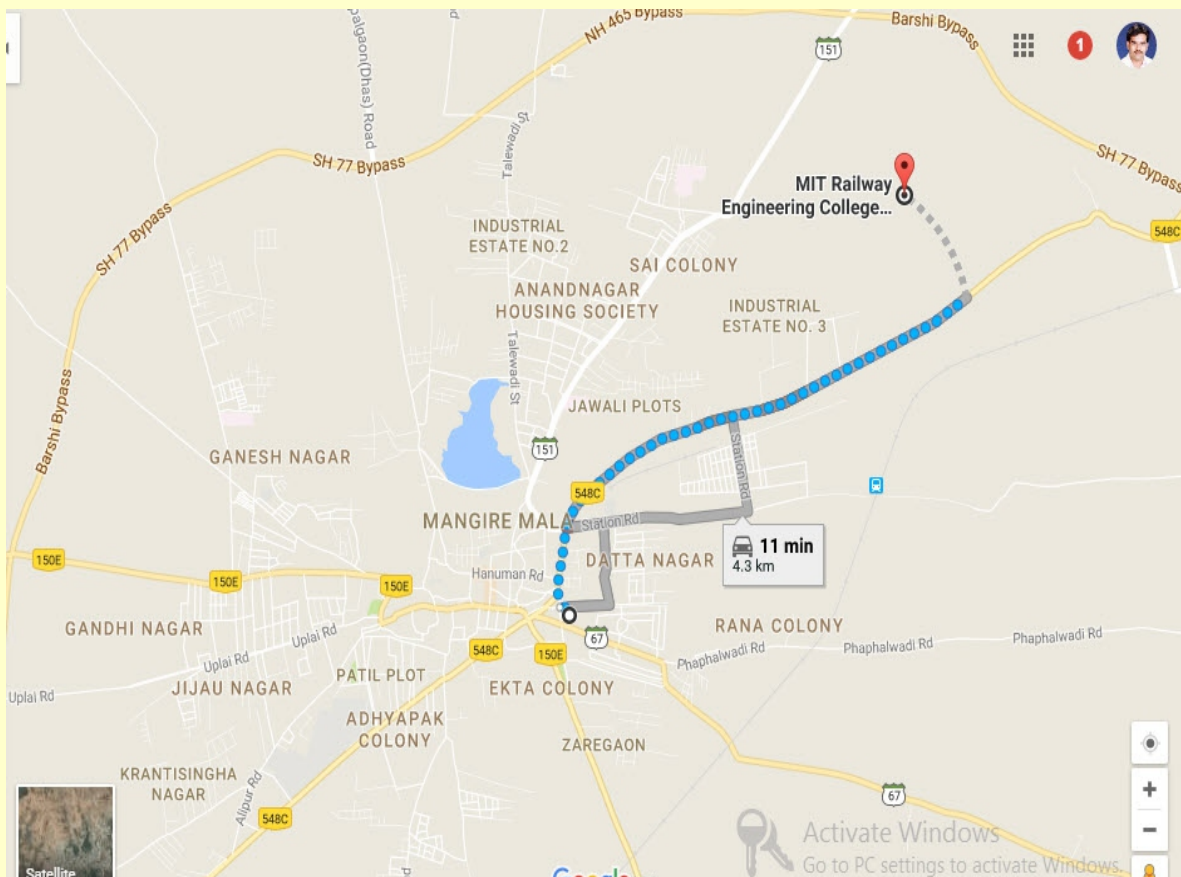 NH 465 Bypass
Barshi Bypass
151
1
palgaon(Dhas) Road
SH 77 Bypass
Talewadi St
SH 77 Bypass
MIT Railway
Engineering College...
548C
INDUSTRIAL
ESTATE NO.2
SH 77 Bypass
SAI COLONY
ANANDNAGAR
HOUSING SOCIETY
INDUSTRIAL
ESTATE NO. 3
Talewadi St
JAWALI PLOTS
Barshi Bypass
151
GANESH NAGAR
Station Rd
548C
MANGIRE MALA
Station Rd
11 min
4.3 km
DATTA NAGAR
150E
Hanuman Rd
150E
150E
GANDHI NAGAR
Uplai Rd
RANA COLONY
67
Phaphalwadi Rd
Phaphalwadi Rd
Phaphalwadi Rd
548C
150E
Uplai Rd
JIJAU NAGAR
PATIL PLOT
EKTA COLONY
ADHYAPAK
COLONY
ZAREGAON
KRANTISINGHA
NAGAR
Alipur Rd
67
548C
Activate Windows
Go to PC settings to activate Windows.
Satellite
Google